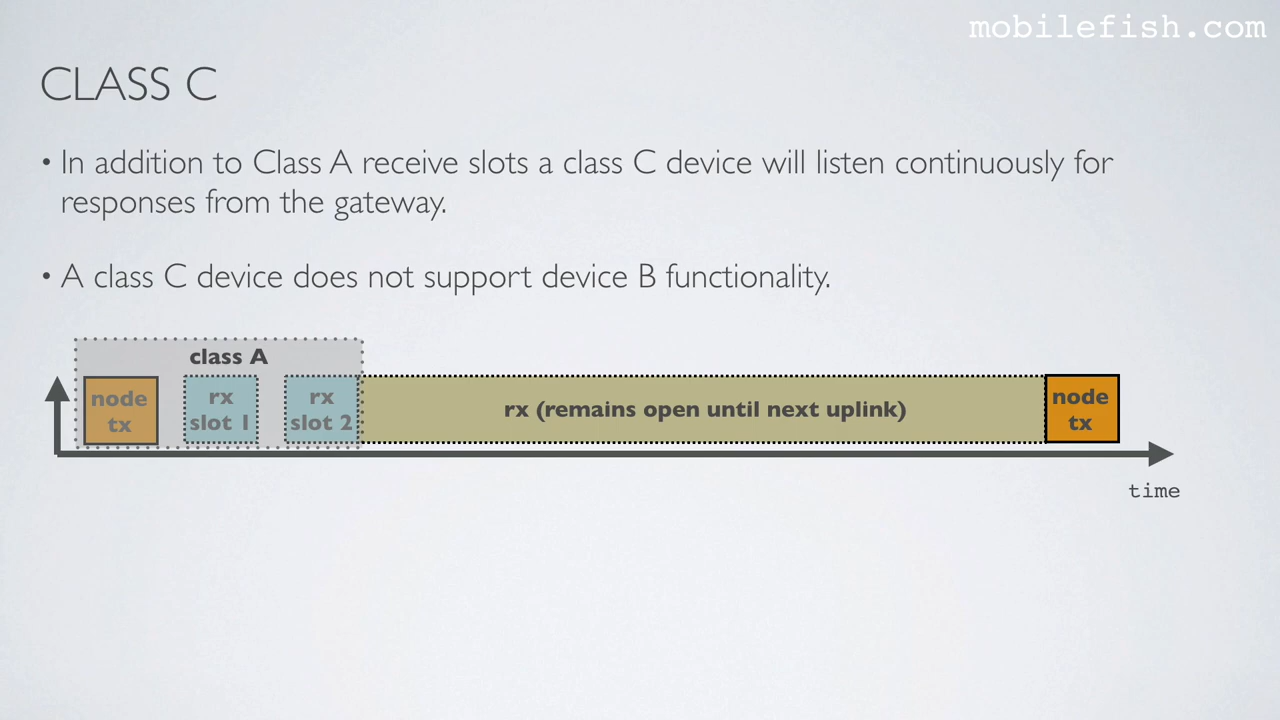 mobilefish.com
CLASS C
• In addition to Class A receive slots a class C device will listen continuously for
responses from the gateway.
• A class C device does not support device B functionality.
class A
node
tx
rx
slot 1
rx
slot 2
rx (remains open until next uplink)
node
tx
time